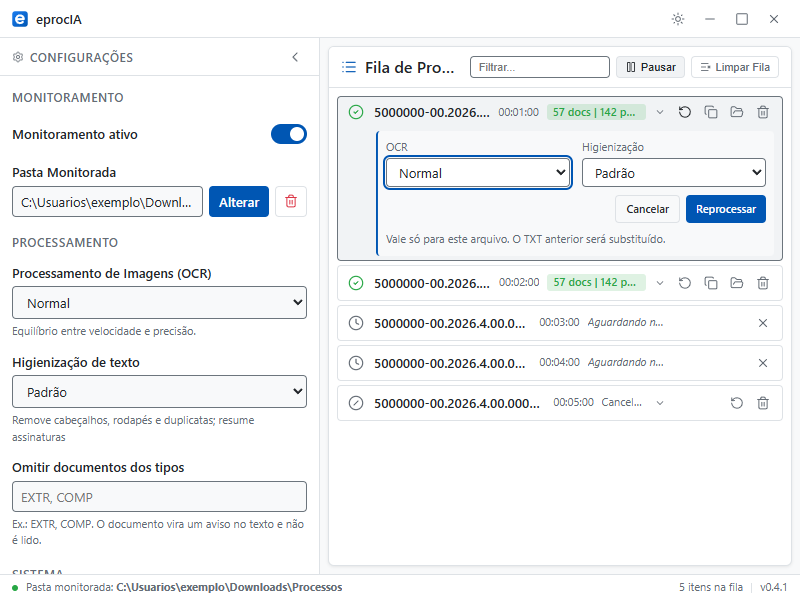 eprocIA
CONFIGURAÇÕES
MONITORAMENTO
Monitoramento ativo
Pasta Monitorada
C:\Usuarios\exemplo\Downl...
Alterar
PROCESSAMENTO
Processamento de Imagens (OCR)
Normal
Equilíbrio entre velocidade e precisão.
Higienização de texto
Padrão
Remove cabeçalhos, rodapés e duplicatas; resume
assinaturas
Omitir documentos dos tipos
EXTR, COMP
Ex.: EXTR, COMP. O documento vira um aviso no texto e não
é lido.
SISTEMA
Fila de Pro...
Filtrar...
Pausar
Limpar Fila
5000000-00.2026.... 00:01:00 57 docs | 142 p...
OCR
Higienização
Normal
Padrão
Cancelar
Reprocessar
Vale só para este arquivo. O TXT anterior será substituído.
5000000-00.2026.... 00:02:00 57 docs | 142 p...
5000000-00.2026.4.00.0... 00:03:00 Aguardando n...
5000000-00.2026.4.00.0... 00:04:00 Aguardando n...
5000000-00.2026.4.00.000... 00:05:00 Cancel...
Pasta monitorada: C:\Usuarios\exemplo\Downloads\Processos
5 itens na fila
v0.4.1